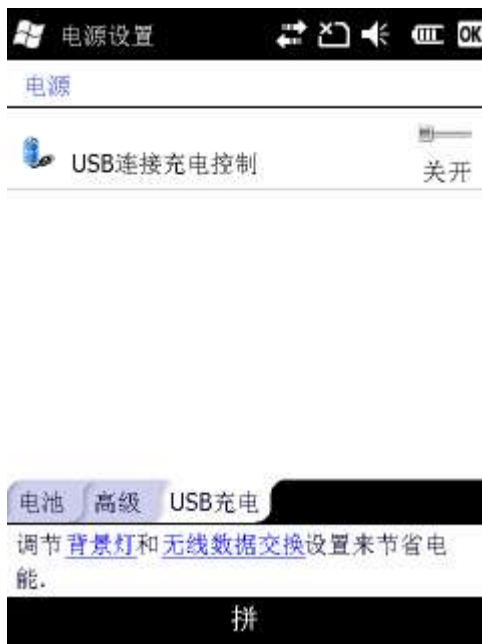 电源设置 OK
电源
USB连接充电控制
关开
电池 高级 USB充电
调节背景灯和无线数据交换设置来节省电
能.
拼